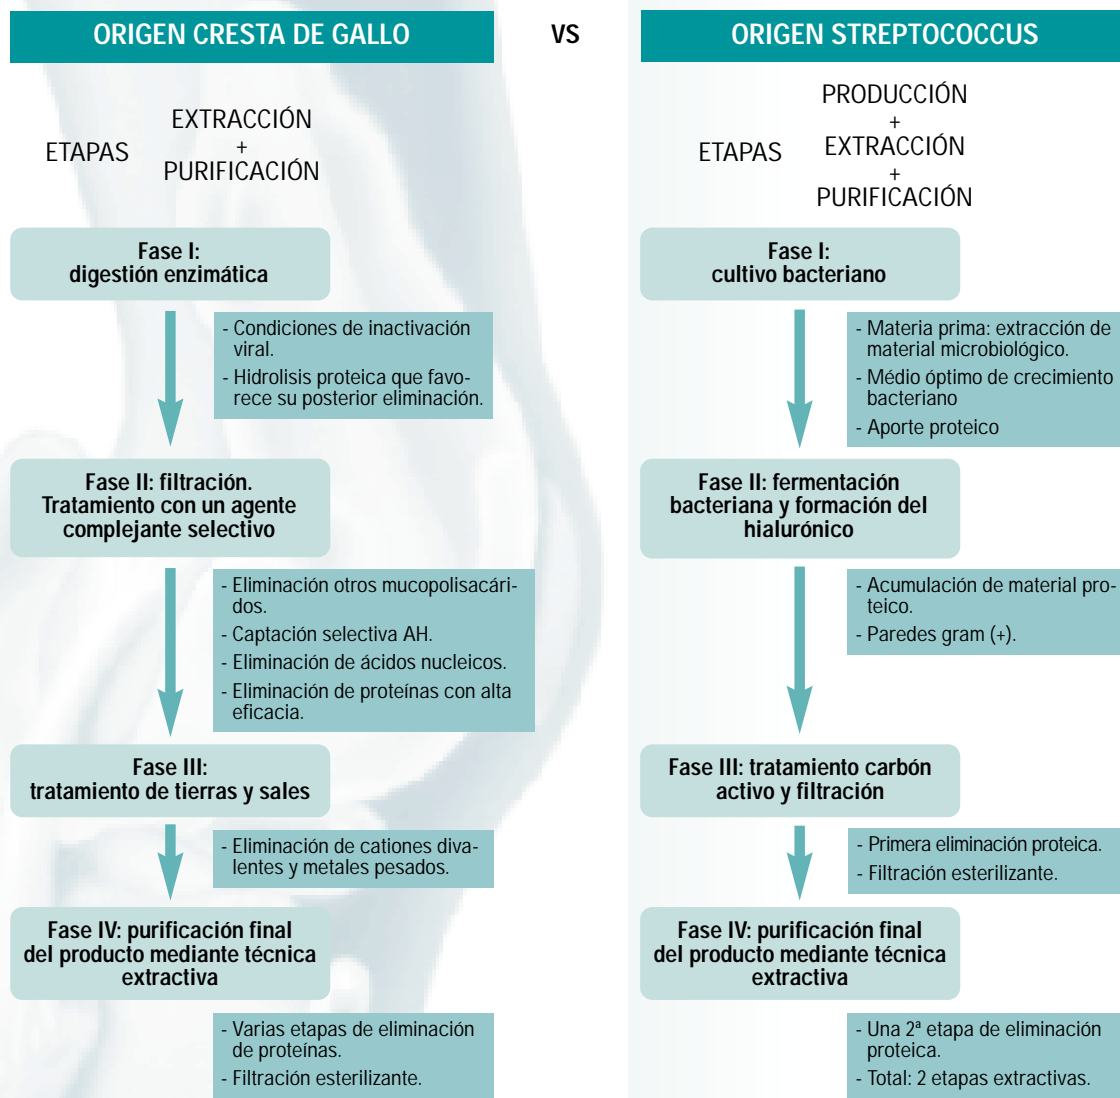 ORIGEN CRESTA DE GALLO
VS
ORIGEN STREPTOCOCCUS
ETAPAS
EXTRACCIÓN
+
PURIFICACIÓN
Fase I:
digestión enzimática
- Condiciones de inactivación
viral.
- Hidrolisis proteica que favo-
rece su posterior eliminación.
Fase II: filtración.
Tratamiento con un agente
complejante selectivo
- Eliminación otros mucopolisacári-
dos.
- Captación selectiva AH.
- Eliminación de ácidos nucleicos.
- Eliminación de proteínas con alta
eficacia.
Fase III:
tratamiento de tierras y sales
- Eliminación de cationes diva-
lentes y metales pesados.
Fase IV: purificación final
del producto mediante técnica
extractiva
- Varias etapas de eliminación
de proteínas.
- Filtración esterilizante.
ETAPAS
PRODUCCIÓN
+
EXTRACCIÓN
+
PURIFICACIÓN
Fase I:
cultivo bacteriano
- Materia prima: extracción de
material microbiológico.
- Médio óptimo de crecimiento
bacteriano
- Aporte proteico
Fase II: fermentación
bacteriana y formación del
hialurónico
- Acumulación de material pro-
teico.
- Paredes gram (+).
Fase III: tratamiento carbón
activo y filtración
- Primera eliminación proteica.
- Filtración esterilizante.
Fase IV: purificación final
del producto mediante técnica
extractiva
- Una 2ª etapa de eliminación
proteica.
- Total: 2 etapas extractivas.